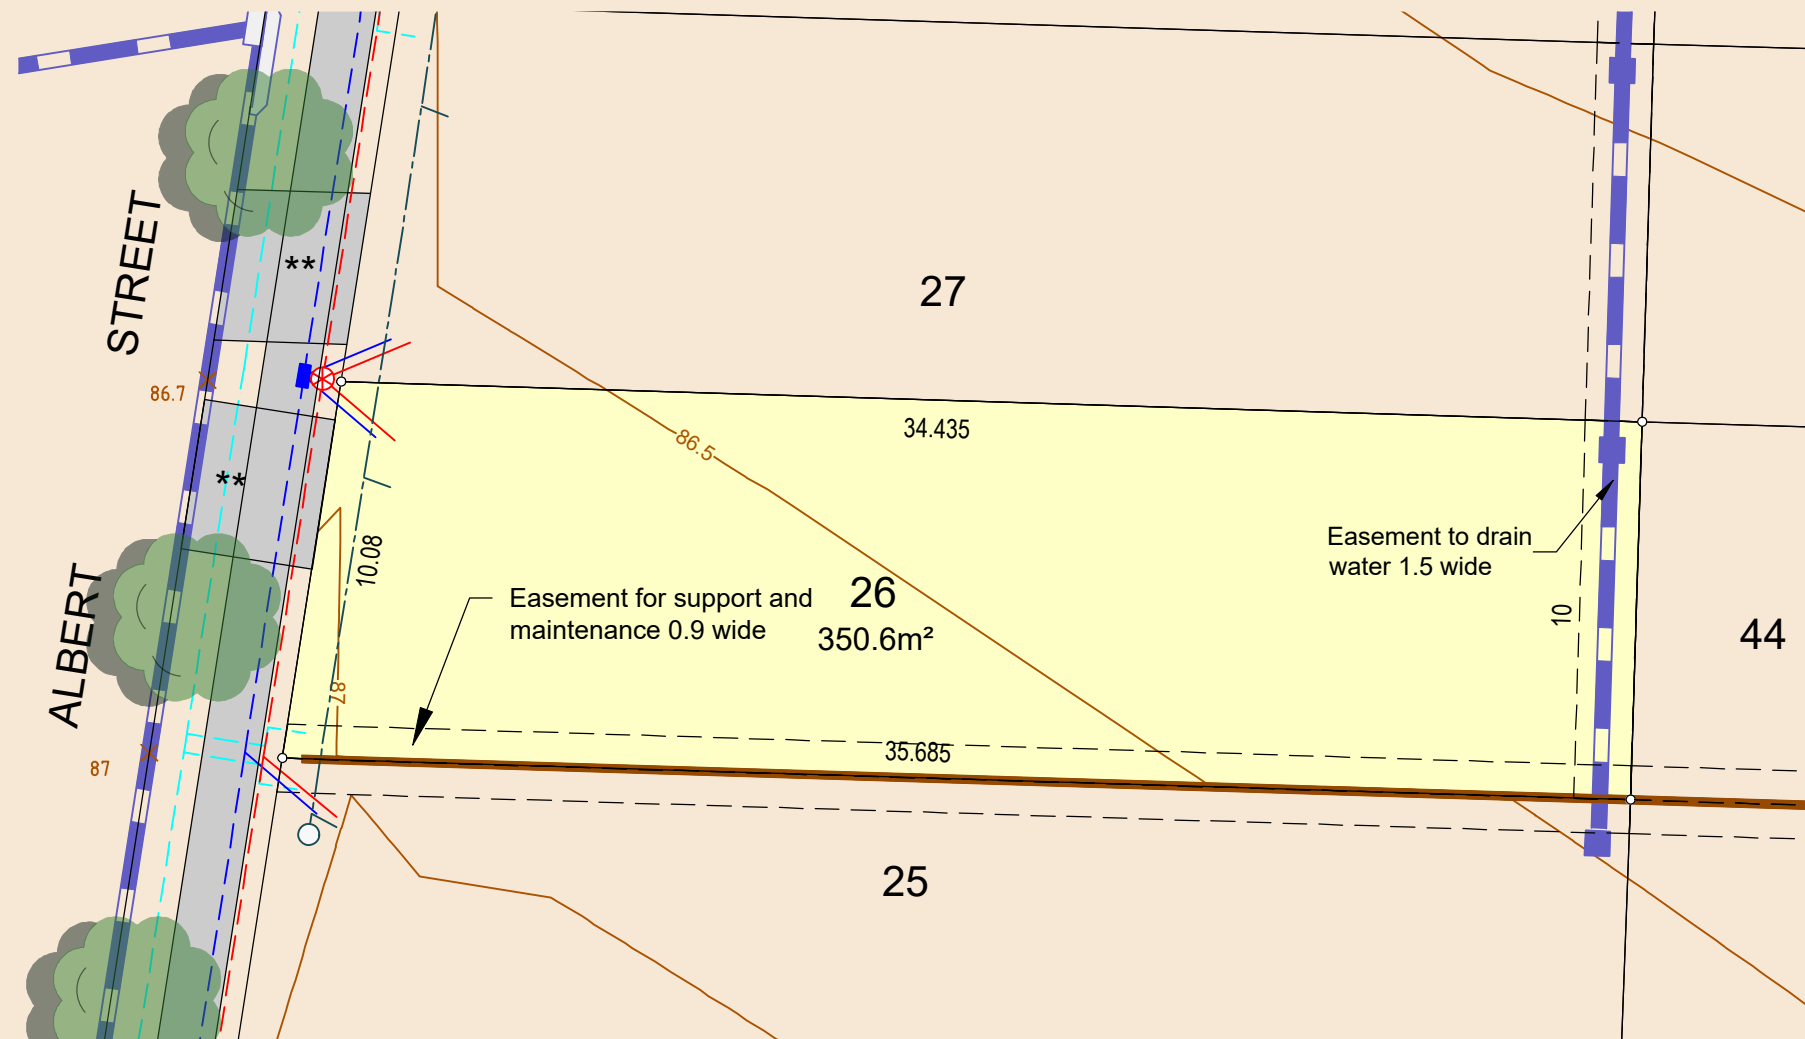 STREET
**
27
86.7
34.435
86.5
**
Easement to drain
water 1.5 wide
10.08
Easement for support and
maintenance 0.9 wide
26
350.6m²
10
44
ALBERT
87
87
35.685
25